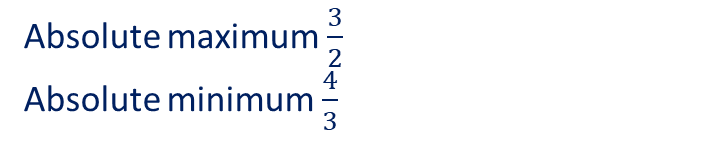 Absolute maximum 3/2
Absolute minimum 4/3